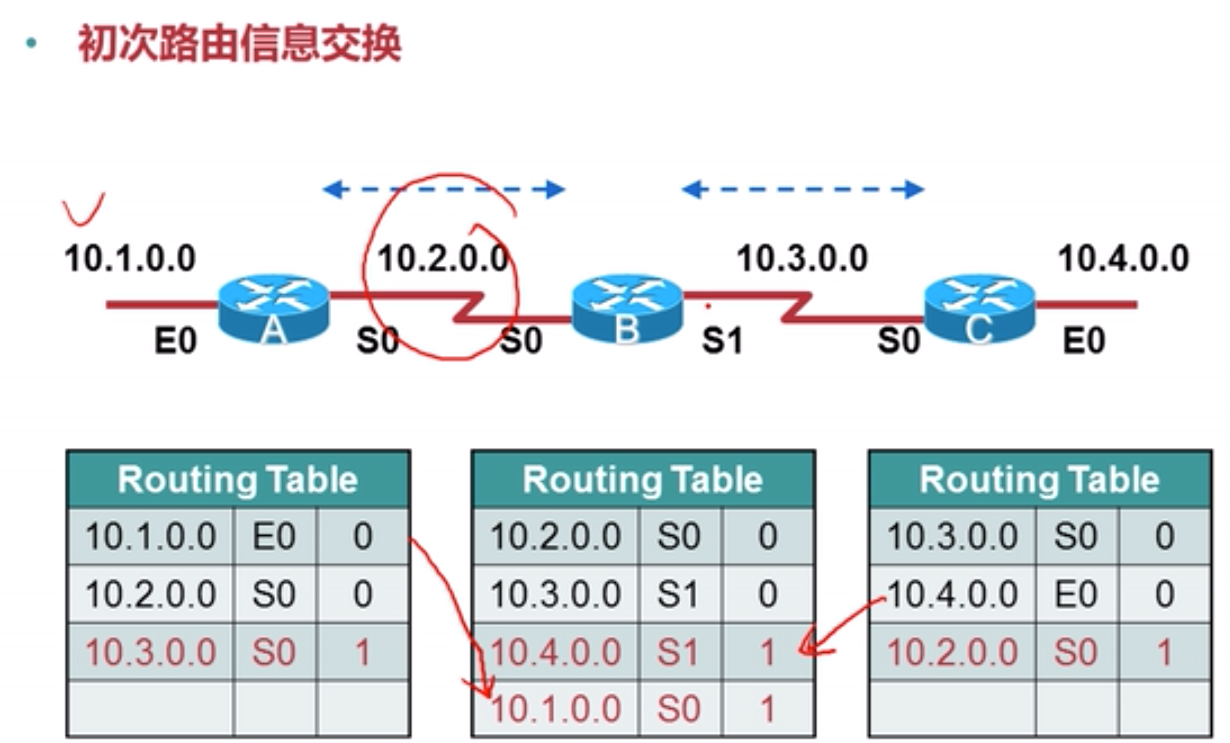 • 初次路由信息交换
10.1.0.0 10.2.0.0 10.3.0.0 10.4.0.0
A B C
E0 S0 S0 S1 S0 E0
Routing Table
10.1.0.0 E0 0
10.2.0.0 S0 0
10.3.0.0 S0 1
Routing Table
10.2.0.0 S0 0
10.3.0.0 S1 0
10.4.0.0 S1 1
10.1.0.0 S0 1
Routing Table
10.3.0.0 S0 0
10.4.0.0 E0 0
10.2.0.0 S0 1